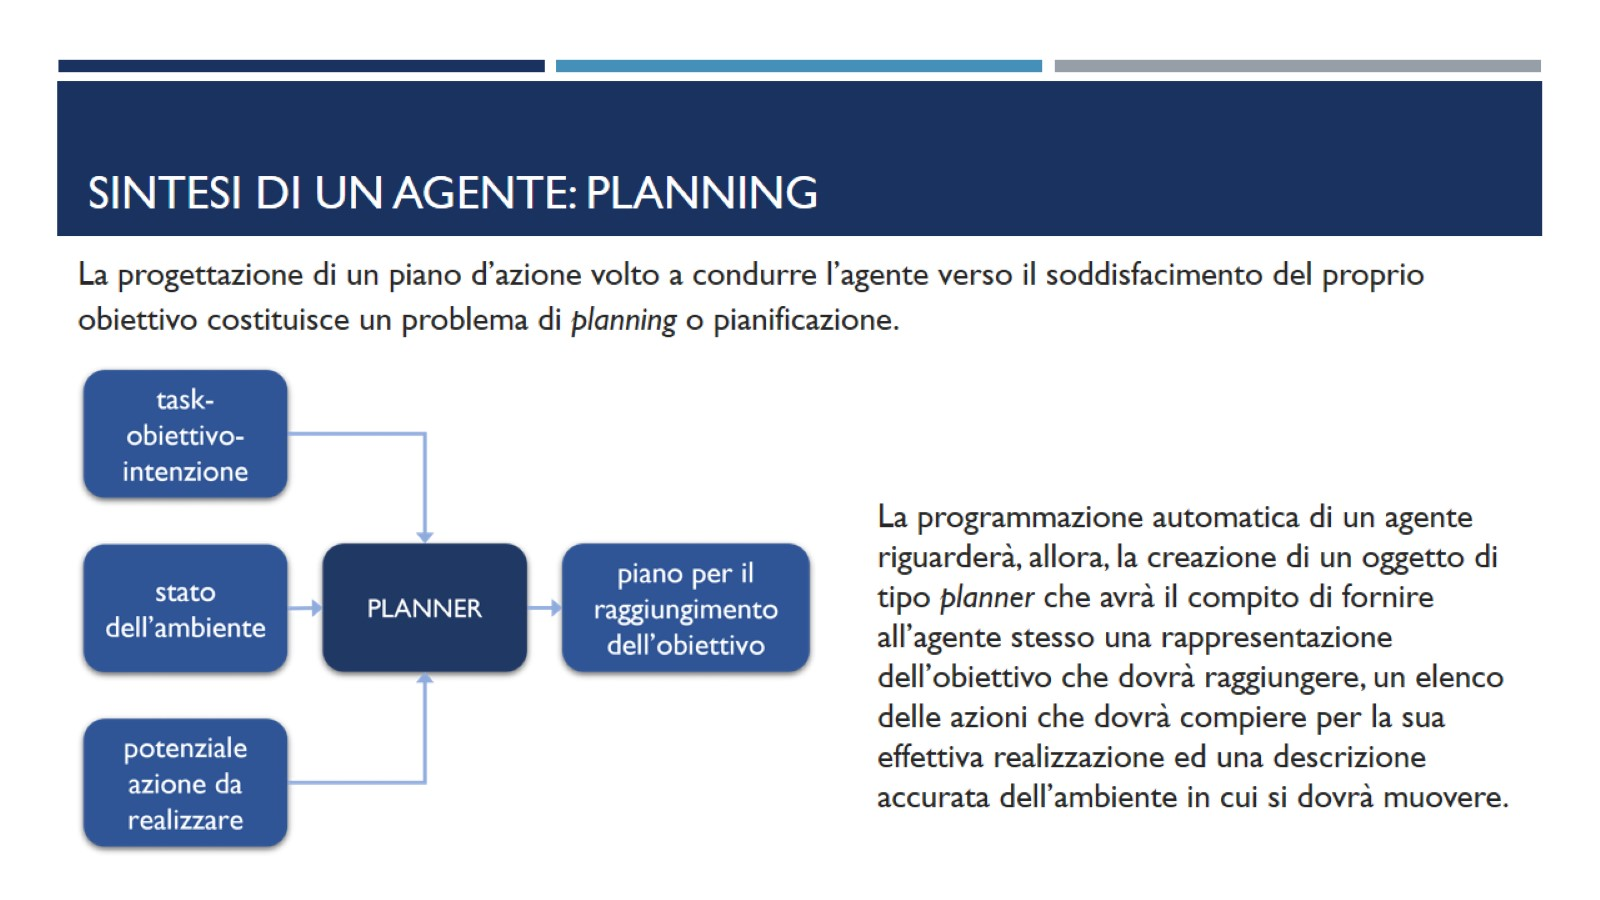 SINTESI DI UN AGENTE: PLANNING
La progettazione di un piano d’azione volto a condurre l’agente verso il soddisfacimento del proprio
obiettivo costituisce un problema di planning o pianificazione.
task-
obiettivo-
intenzione
stato
dell’ambiente
PLANNER
piano per il
raggiungimento
dell’obiettivo
potenziale
azione da
realizzare
La programmazione automatica di un agente
riguarderà, allora, la creazione di un oggetto di
tipo planner che avrà il compito di fornire
all’agente stesso una rappresentazione
dell’obiettivo che dovrà raggiungere, un elenco
delle azioni che dovrà compiere per la sua
effettiva realizzazione ed una descrizione
accurata dell’ambiente in cui si dovrà muovere.